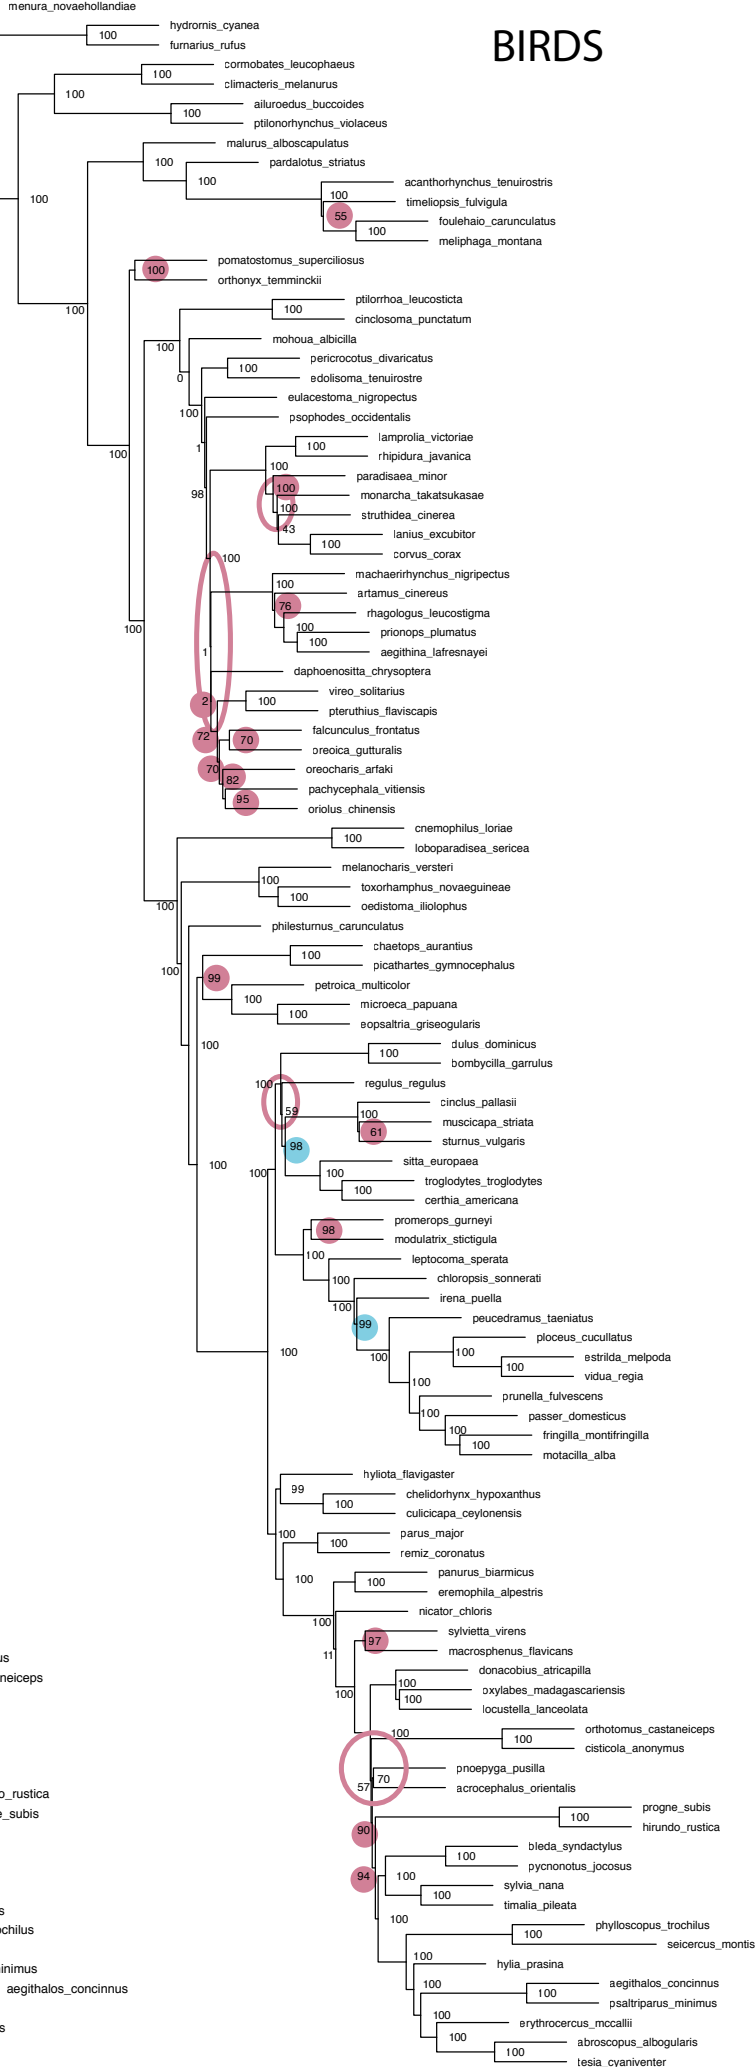 menura_novaehollandiae
BIRDS
hydrornis_cyanea
100
furnarius_rufus
cormobates_leucophaeus
100
climacteris_melanurus
100
ailuroedus_buccoides
100
ptilonorhynchus_violaceus
malurus_alboscapulatus
100
pardalotus_striatus
100
acanthorhynchus_tenuirostris
100
100
timeliopsis_fulvigula
55
foulehaio_carunculatus
100
meliphaga_montana
pomatostomus_superciliosus
100
orthonyx_temminckii
ptilorrhoa_leucosticta
100
100
cinclosoma_punctatum
mohoua_albicilla
100
pericrocotus_divaricatus
100
0
edolisoma_tenuirostre
eulacestoma_nigropectus
100
psophodes_occidentalis
lamprolia_victoriae
1
100
100
rhipidura_javanica
100
paradisaea_minor
100
98
monarcha_takatsukasae
100
struthidea_cinerea
43
lanius_excubitor
100
corvus_corax
100
machaerirhynchus_nigripectus
100
artamus_cinereus
76
rhagologus_leucostigma
100
100
prionops_plumatus
100
aegithina_lafresnayei
1
daphoenositta_chrysoptera
vireo_solitarius
2
100
pteruthius_flaviscapis
falcunculus_frontatus
72
70
oreoica_gutturalis
70
oreocharis_arfaki
82
pachycephala_vitiensis
95
oriolus_chinensis
cnemophilus_loriae
100
loboparadisea_sericea
melanocharis_versteri
100
toxorhamphus_novaeguineae
100
100
oedistoma_iliolophus
philesturnus_carunculatus
chaetops_aurantius
100
picathartes_gymnocephalus
100
99
petroica_multicolor
100
microeca_papuana
100
eopsaltria_griseogularis
100
dulus_dominicus
100
bombycilla_garrulus
100
regulus_regulus
cinclus_pallasii
59
100
muscicapa_striata
61
sturnus_vulgaris
98
sitta_europaea
100
100
100
troglodytes_troglodytes
100
certhia_americana
promerops_gurneyi
98
modulatrix_stictigula
100
leptocoma_sperata
100
chloropsis_sonnerati
irena_puella
100
peucedramus_taeniatus
99
ploceus_cucullatus
100
100
100
estrilda_melpoda
100
vidua_regia
100
prunella_fulvescens
100
passer_domesticus
100
fringilla_montifringilla
100
motacilla_alba
hyliota_flavigaster
99
chelidorhynx_hypoxanthus
100
culicicapa_ceylonensis
100
parus_major
100
remiz_coronatus
panurus_biarmicus
100
100
eremophila_alpestris
nicator_chloris
100
sylvietta_virens
97
11
macrosphenus_flavicans
us
donacobius_atricapilla
neiceps
100
100
oxylabes_madagascariensis
100
locustella_lanceolata
orthotomus_castaneiceps
100
100
cisticola_anonymus
pnoepyga_pusilla
70
57
acrocephalus_orientalis
o_rustica
progne_subis
e_subis
100
90
hirundo_rustica
bleda_syndactylus
100
pycnonotus_jocosus
94
100
sylvia_nana
100
timalia_pileata
s
100
phylloscopus_trochilus
ochilus
100
seicercus_montis
100
hylia_prasina
inimus
aegithalos_concinnus
aegithalos_concinnus
100
100
psaltriparus_minimus
100
erythrocercus_mccallii
s
100
abroscopus_albogularis
100
tesia_cyaniventer